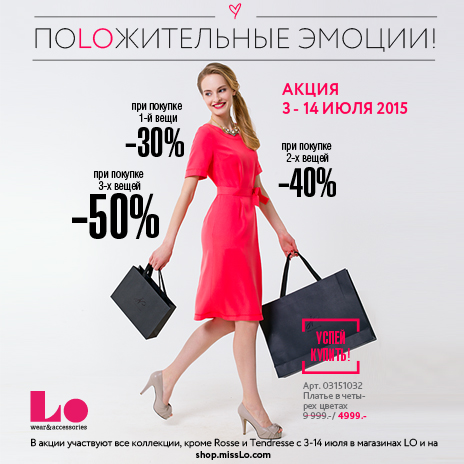 ПОLOЖИТЕЛЬНЫЕ ЭМОЦИИ!
АКЦИЯ
3 - 14 ИЮЛЯ 2015
при покупке
1-й вещи
-30%
при покупке
2-х вещей
-40%
при покупке
3-х вещей
-50%
УСПЕЙ
КУПИТЬ!
Арт. 03151032
Платье в четы-
рех цветах
9 999.-/ 4999.-
Lo
wear&accessories
В акции участвуют все коллекции, кроме Rosse и Tendresse с 3-14 июля в магазинах LO и на
shop.missLo.com